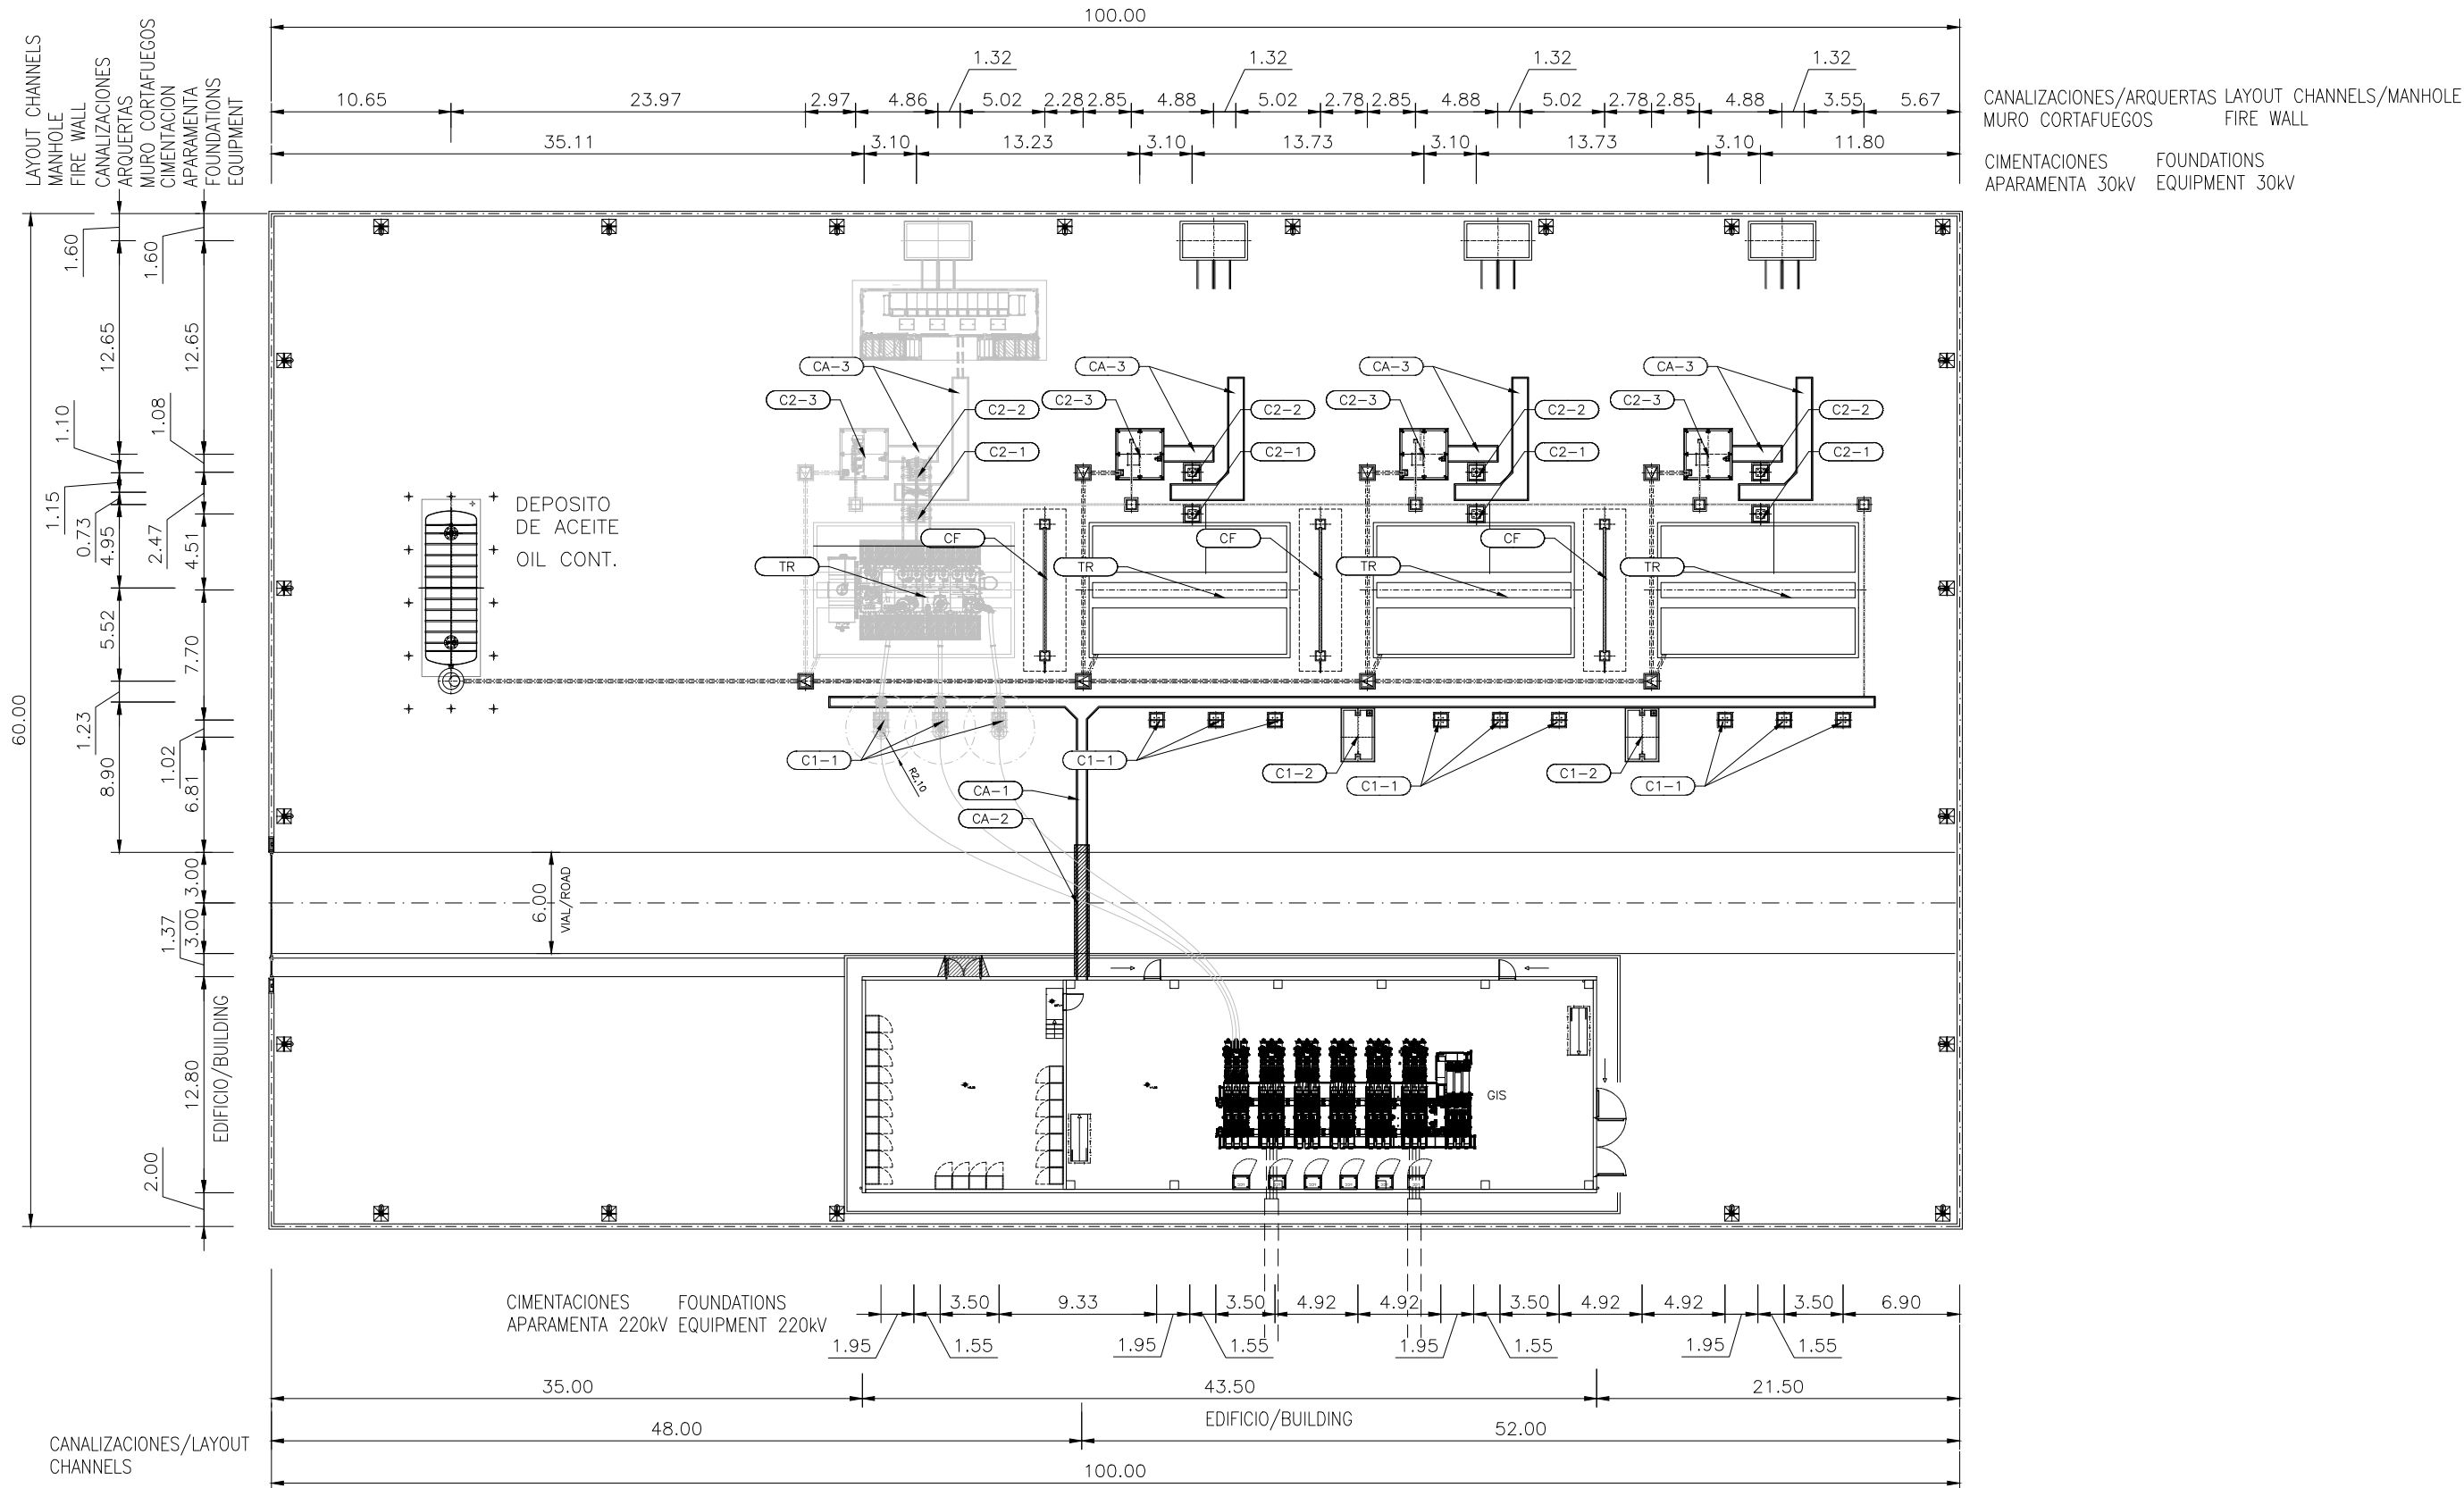 100.00
1.32
1.32
1.32
1.32
10.65
23.97
2.97
4.86
5.02
2.28
2.85
4.88
5.02
2.78
2.85
4.88
5.02
2.78
2.85
4.88
3.55
5.67
35.11
3.10
13.23
3.10
13.73
3.10
13.73
3.10
11.80
CANALIZACIONES/ARQUERTAS LAYOUT CHANNELS/MANHOLE
MURO CORTAFUEGOS FIRE WALL
CIMENTACIONES FOUNDATIONS
APARAMENTA 30kV EQUIPMENT 30kV
LAYOUT CHANNELS
MANHOLE
FIRE WALL
CANALIZACIONES
ARQUERTAS
MURO CORTAFUEGOS
CIMENTACION
APARAMENTA
FOUNDATIONS
EQUIPMENT
60.00
1.60
1.60
12.65
12.65
1.10
1.08
1.15
0.73
4.95
2.47
4.51
5.52
7.70
1.23
8.90
1.02
6.81
3.00
3.00
1.37
12.80
EDIFICIO/BUILDING
2.00
CA-3
C2-3
C2-2
C2-1
CA-3
C2-3
C2-2
C2-1
CA-3
C2-3
C2-2
C2-1
CA-3
C2-3
C2-2
C2-1
DEPOSITO
DE ACEITE
OIL CONT.
CF
CF
CF
TR
TR
TR
TR
C1-1
R2.10
C1-1
C1-2
C1-1
C1-2
C1-1
CA-1
CA-2
6.00
VIAL/ROAD
GIS
CIMENTACIONES FOUNDATIONS
APARAMENTA 220kV EQUIPMENT 220kV
3.50
9.33
3.50
4.92
4.92
3.50
4.92
4.92
3.50
6.90
1.95
1.55
1.95
1.55
1.95
1.55
1.95
1.55
35.00
43.50
21.50
EDIFICIO/BUILDING
48.00
52.00
CANALIZACIONES/LAYOUT
CHANNELS
100.00